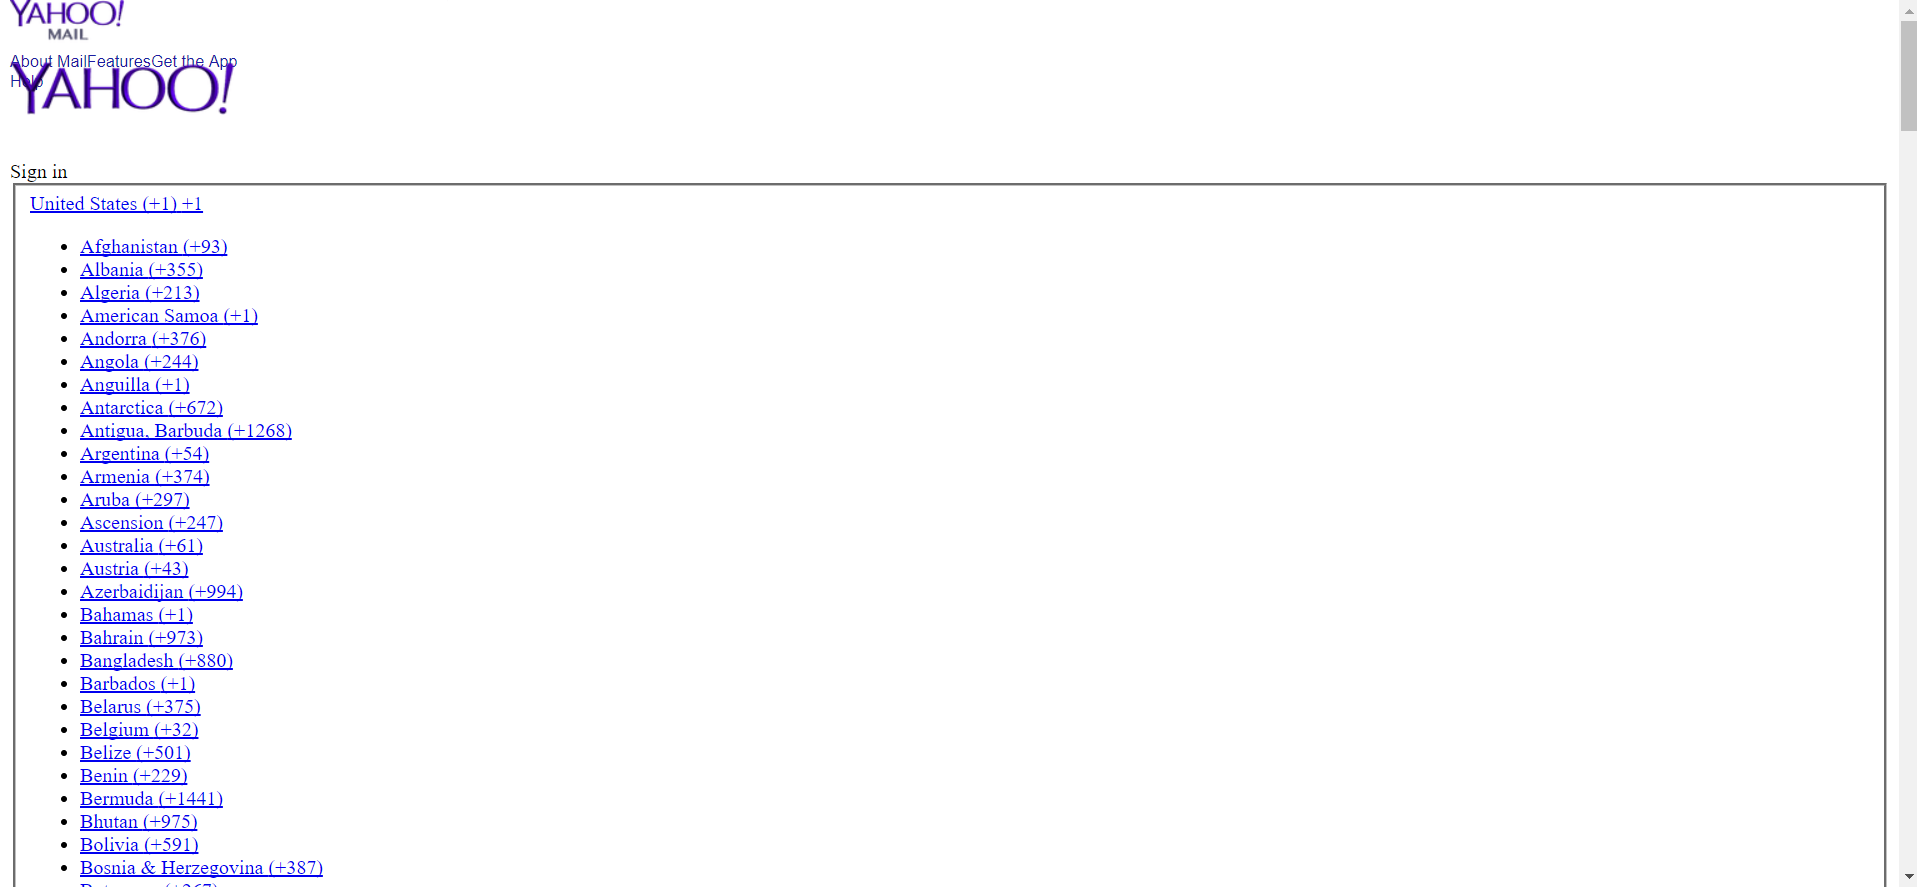 YAHOO!
MAIL
About MailFeaturesGet the App
Help
YAHOO!
Sign in
United States (+1) +1
Afghanistan (+93)
Albania (+355)
Algeria (+213)
American Samoa (+1)
Andorra (+376)
Angola (+244)
Anguilla (+1)
Antarctica (+672)
Antigua, Barbuda (+1268)
Argentina (+54)
Armenia (+374)
Aruba (+297)
Ascension (+247)
Australia (+61)
Austria (+43)
Azerbaidijan (+994)
Bahamas (+1)
Bahrain (+973)
Bangladesh (+880)
Barbados (+1)
Belarus (+375)
Belgium (+32)
Belize (+501)
Benin (+229)
Bermuda (+1441)
Bhutan (+975)
Bolivia (+591)
Bosnia & Herzegovina (+387)